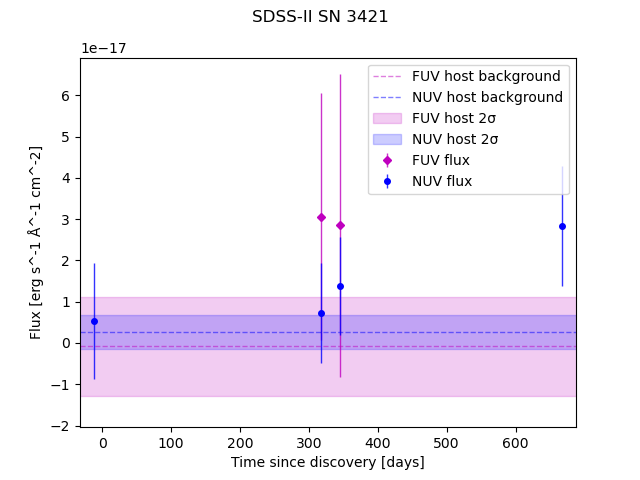 SDSS-II SN 3421
1e−17
FUV host background
NUV host background
FUV host 2σ
NUV host 2σ
FUV flux
NUV flux
6
5
4
3
2
1
0
−1
−2
Flux [erg s^-1 Å^-1 cm^-2]
0 100 200 300 400 500 600
Time since discovery [days]